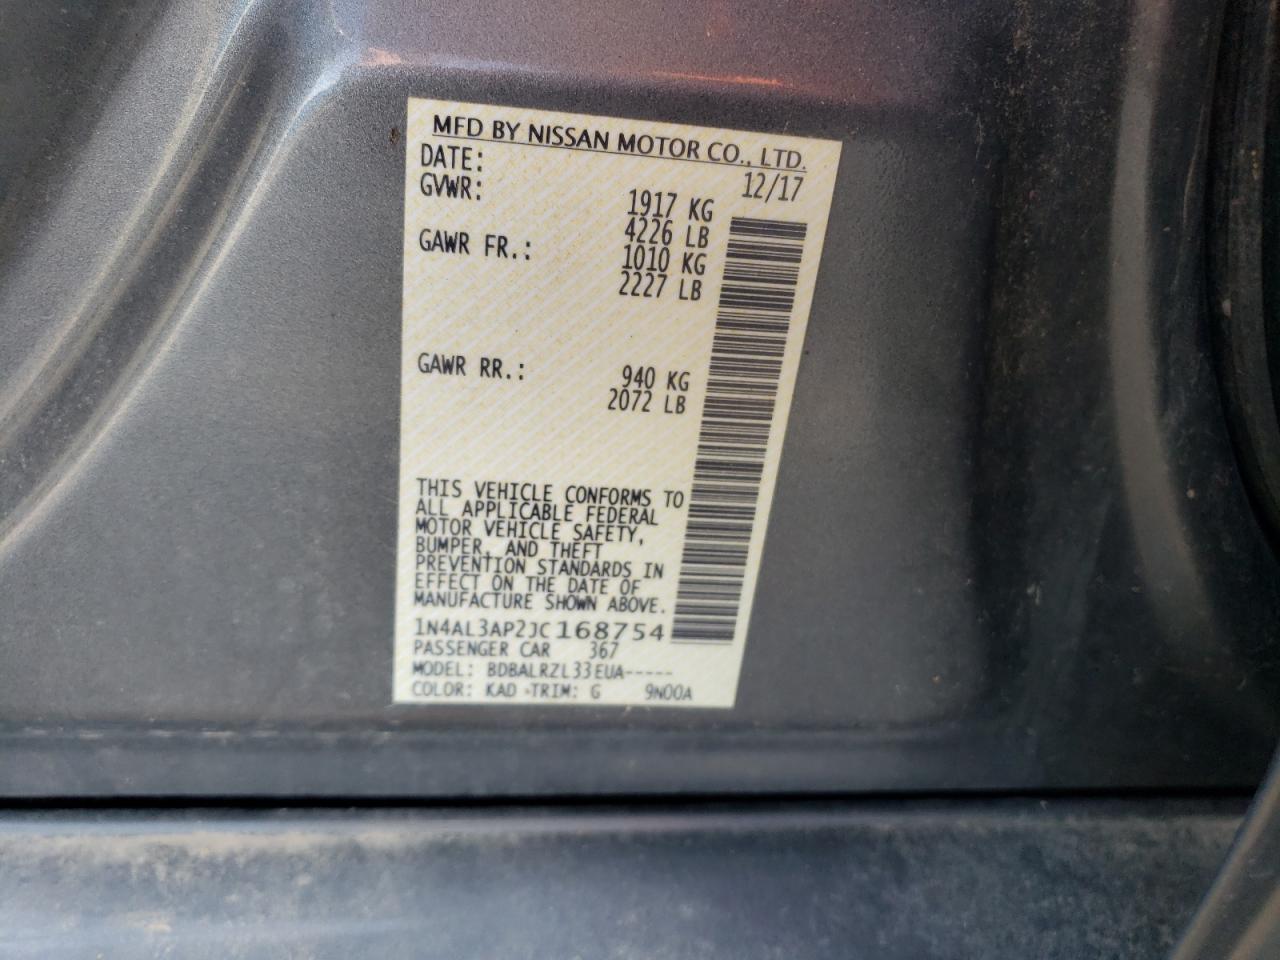 MFD BY NISSAN MOTOR CO., LTD.
DATE: 12/17
GVWR: 1917 KG
4226 LB
GAWR FR.: 1010 KG
2227 LB
GAWR RR.: 940 KG
2072 LB
THIS VEHICLE CONFORMS TO
ALL APPLICABLE FEDERAL
MOTOR VEHICLE SAFETY,
BUMPER, AND THEFT
PREVENTION STANDARDS IN
EFFECT ON THE DATE OF
MANUFACTURE SHOWN ABOVE.
1N4AL3AP2JC168754
PASSENGER CAR 367
MODEL: BDBALRZL33EUA-----
COLOR: KAD -TRIM: G 9N00A